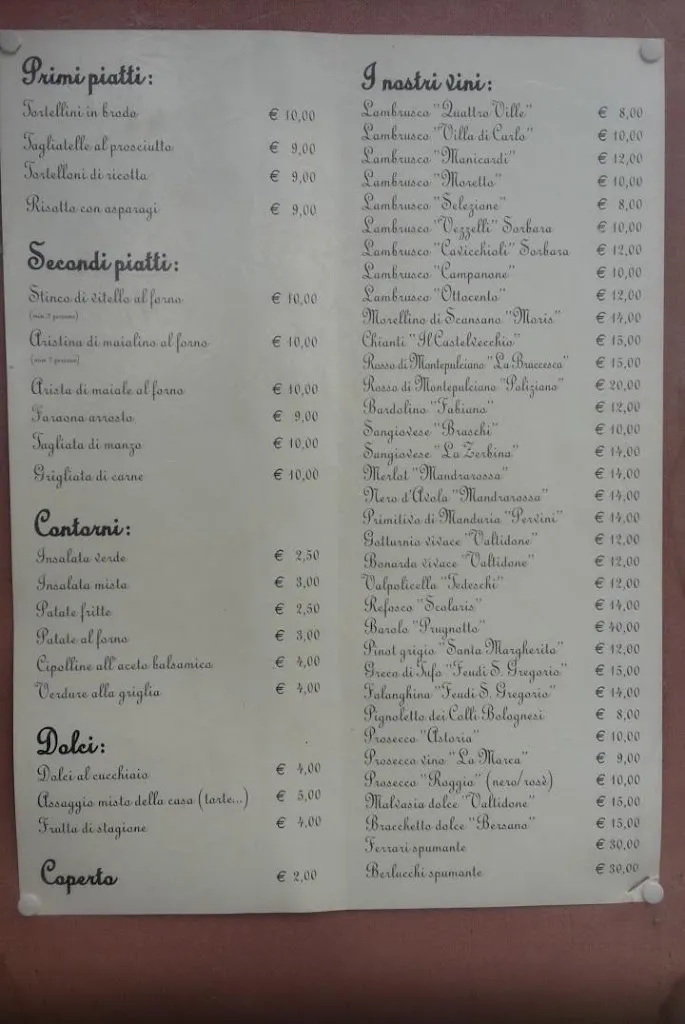 Primi piatti:
Tortellini in brodo € 10,00
Tagliatelle al prosciutto € 9,00
Tortelloni di ricotta € 9,00
Risotto con asparagi € 9,00
Secondi piatti:
Stinco di vitello al forno € 10,00
(min 2 persone)
Aristina di maialino al forno € 10,00
(min 2 persone)
Arista di maiale al forno € 10,00
Faraona arrosto € 9,00
Tagliata di manzo € 10,00
Grigliata di carne € 10,00
Contorni:
Insalata verde € 2,50
Insalata mista € 3,00
Patate fritte € 2,50
Patate al forno € 3,00
Cipolline all'aceto balsamico € 4,00
Verdure alla griglia € 4,00
Dolci:
Dolci al cucchiaio € 4,00
Assaggio misto della casa (torte...) € 5,00
Frutta di stagione € 4,00
Coperto € 2,00
I nostri vini:
Lambrusco "Quattro Ville" € 8,00
Lambrusco "Villa di Carlo" € 10,00
Lambrusco "Manicardi" € 12,00
Lambrusco "Moretto" € 10,00
Lambrusco "Selezione" € 8,00
Lambrusco "Vezzelli" Sorbara € 10,00
Lambrusco "Cavicchioli" Sorbara € 12,00
Lambrusco "Campanone" € 10,00
Lambrusco "Ottocento" € 12,00
Morellino di Scansano "Moris" € 14,00
Chianti "Il Castelvecchio" € 15,00
Rosso di Montepulciano "La Braccesca" € 15,00
Rosso di Montepulciano "Poliziano" € 20,00
Bardolino "Fabiano" € 12,00
Sangiovese "Braschi" € 10,00
Sangiovese "La Zerbina" € 14,00
Merlot "Mandrarossa" € 14,00
Nero d'Avola "Mandrarossa" € 14,00
Primitivo di Manduria "Pervini" € 14,00
Gotturnio vivace "Valtidone" € 12,00
Bonarda vivace "Valtidone" € 12,00
Valpolicella "Tedeschi" € 12,00
Refosco "Scolaris" € 14,00
Barolo "Prugnotto" € 40,00
Pinot grigio "Santa Margherita" € 12,00
Greco di Tufo "Feudi S. Gregorio" € 15,00
Falanghina "Feudi S. Gregorio" € 14,00
Pignoletto dei Colli Bolognesi € 8,00
Prosecco "Astoria" € 10,00
Prosecco vino "La Marca" € 9,00
Prosecco "Roggio" (nero/rosè) € 10,00
Malvasia dolce "Valtidone" € 15,00
Bracchetto dolce "Bersano" € 15,00
Ferrari spumante € 30,00
Berlucchi spumante € 30,00